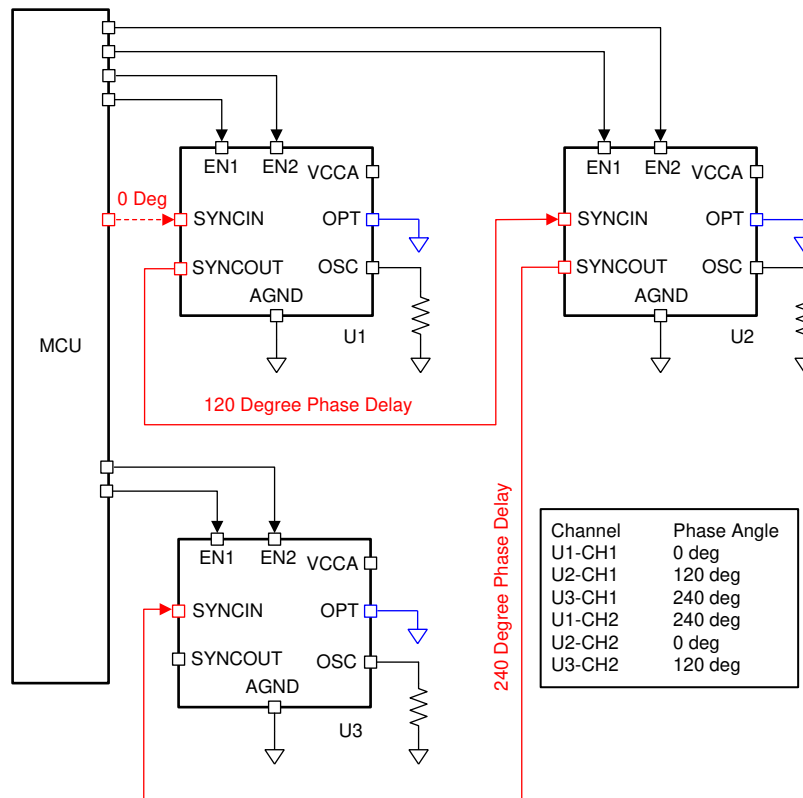 EN1 EN2
VCCA
0 Deg
SYNCIN
OPT
SYNCOUT
OSC
AGND
U1
EN1 EN2
VCCA
SYNCIN
OPT
SYNCOUT
OSC
AGND
U2
MCU
120 Degree Phase Delay
240 Degree Phase Delay
EN1 EN2
VCCA
SYNCIN
OPT
SYNCOUT
OSC
AGND
U3
Channel Phase Angle
U1-CH1 0 deg
U2-CH1 120 deg
U3-CH1 240 deg
U1-CH2 240 deg
U2-CH2 0 deg
U3-CH2 120 deg